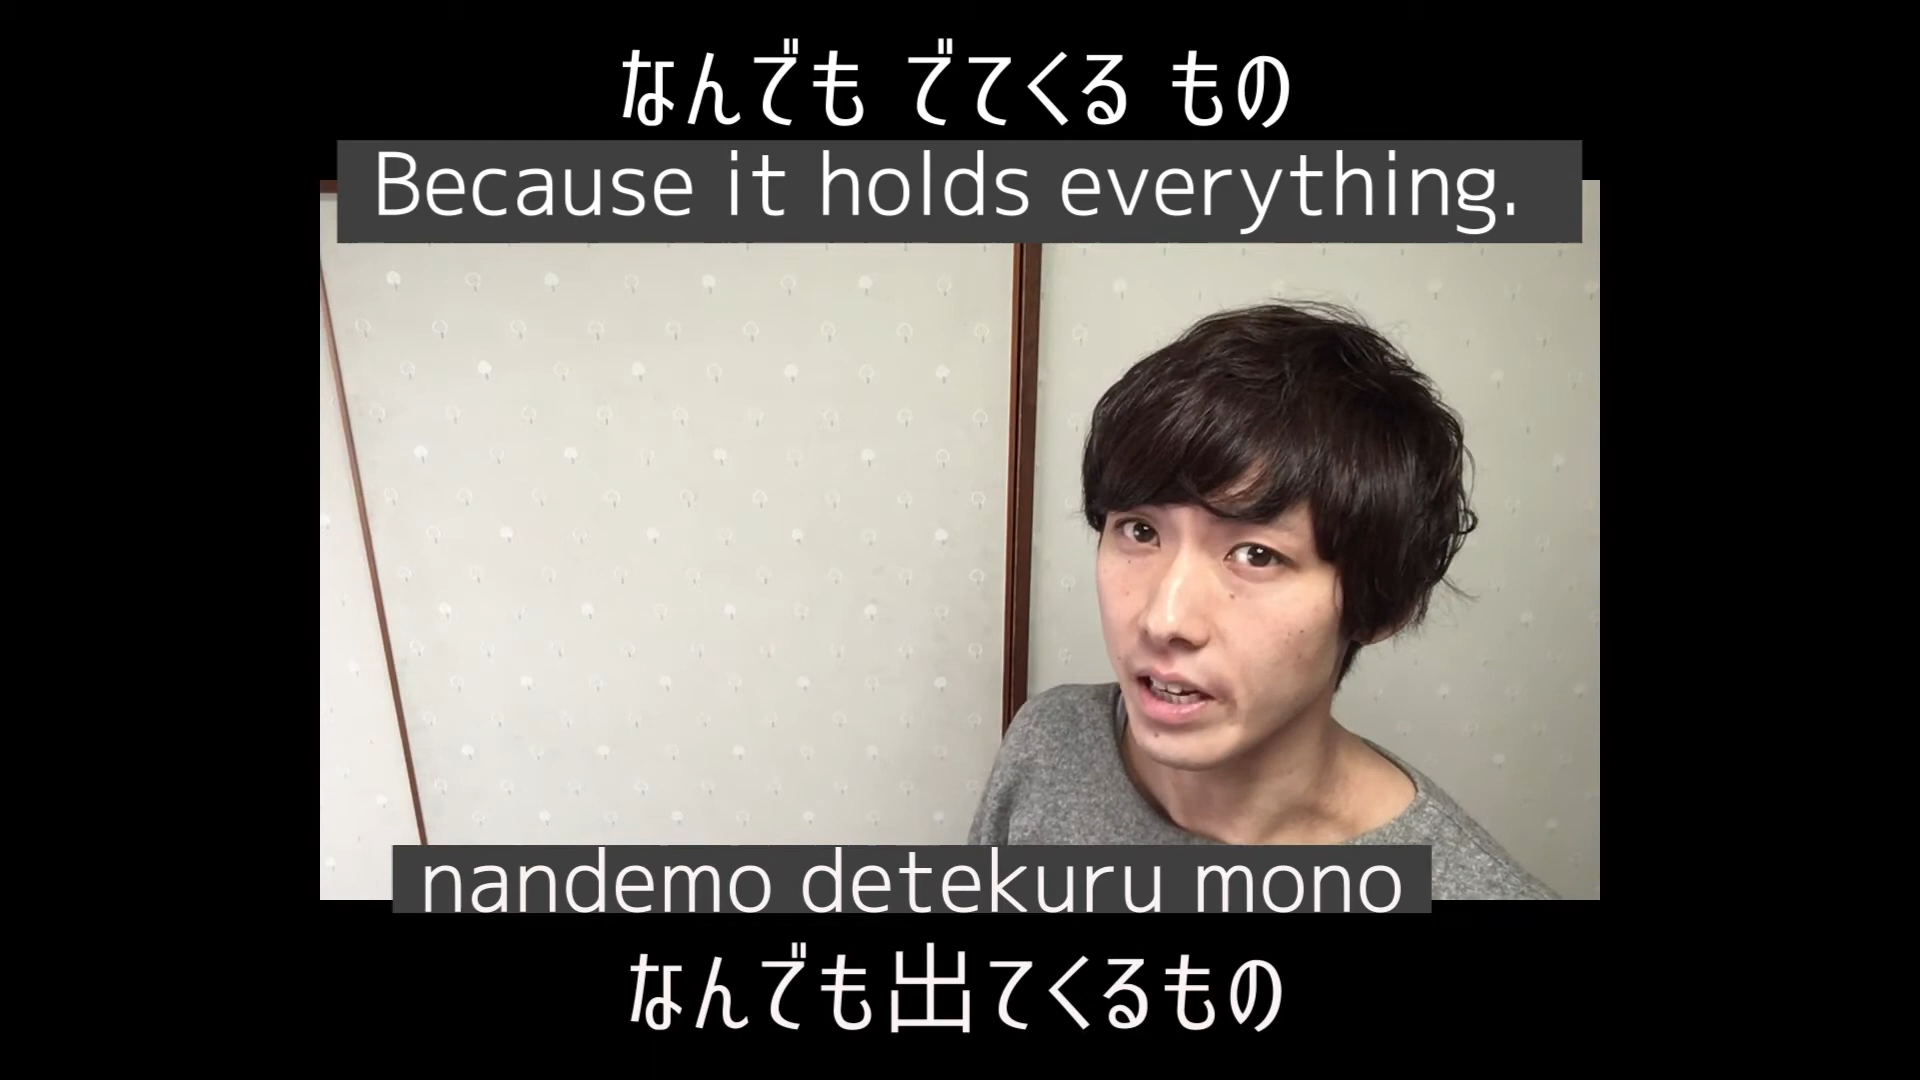 なんでも でてくる もの
Because it holds everything.
nandemo detekuru mono
なんでも出てくるもの